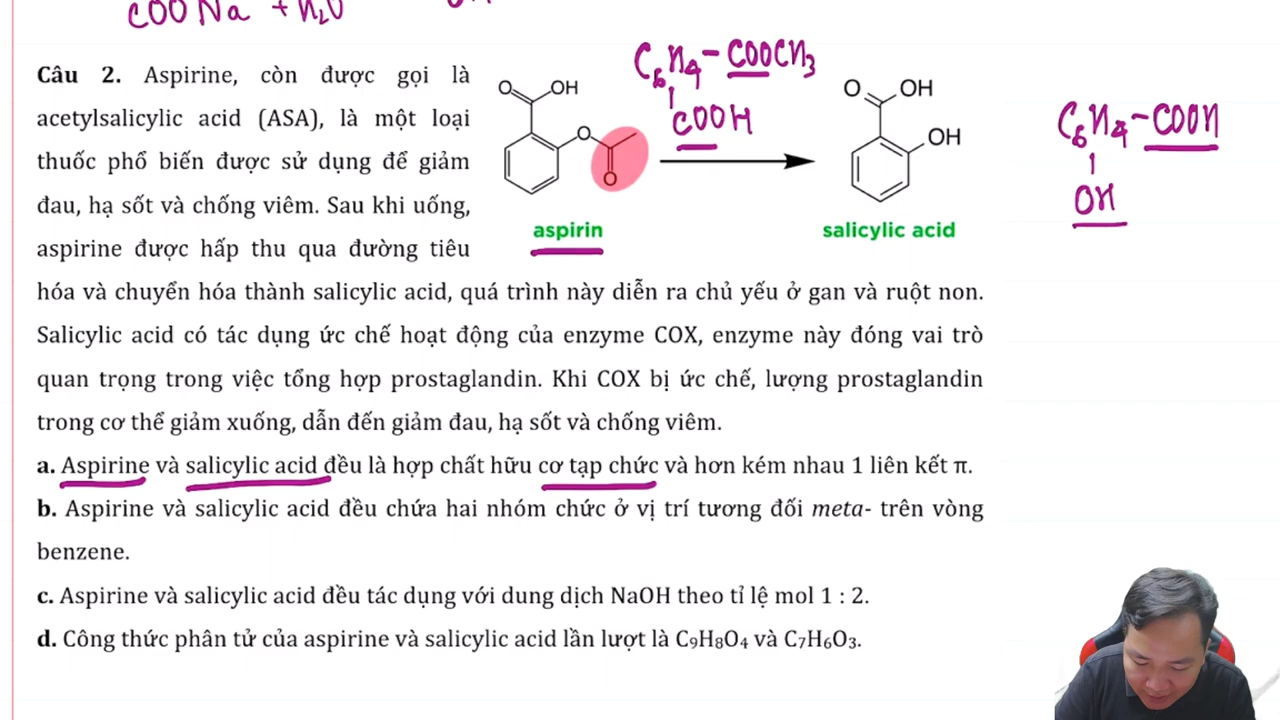 COONa + H₂O
Câu 2. Aspirine, còn được gọi là
acetylsalicylic acid (ASA), là một loại
thuốc phổ biến được sử dụng để giảm
đau, hạ sốt và chống viêm. Sau khi uống,
aspirine được hấp thu qua đường tiêu
O OH
O
O
aspirin
C₆H₄-COOCH₃
COOH
O OH
OH
salicylic acid
C₆H₄-COOH
OH
hóa và chuyển hóa thành salicylic acid, quá trình này diễn ra chủ yếu ở gan và ruột non.
Salicylic acid có tác dụng ức chế hoạt động của enzyme COX, enzyme này đóng vai trò
quan trọng trong việc tổng hợp prostaglandin. Khi COX bị ức chế, lượng prostaglandin
trong cơ thể giảm xuống, dẫn đến giảm đau, hạ sốt và chống viêm.
a. Aspirine và salicylic acid đều là hợp chất hữu cơ tạp chức và hơn kém nhau 1 liên kết π.
b. Aspirine và salicylic acid đều chứa hai nhóm chức ở vị trí tương đối meta- trên vòng
benzene.
c. Aspirine và salicylic acid đều tác dụng với dung dịch NaOH theo tỉ lệ mol 1 : 2.
d. Công thức phân tử của aspirine và salicylic acid lần lượt là C₉H₈O₄ và C₇H₆O₃.